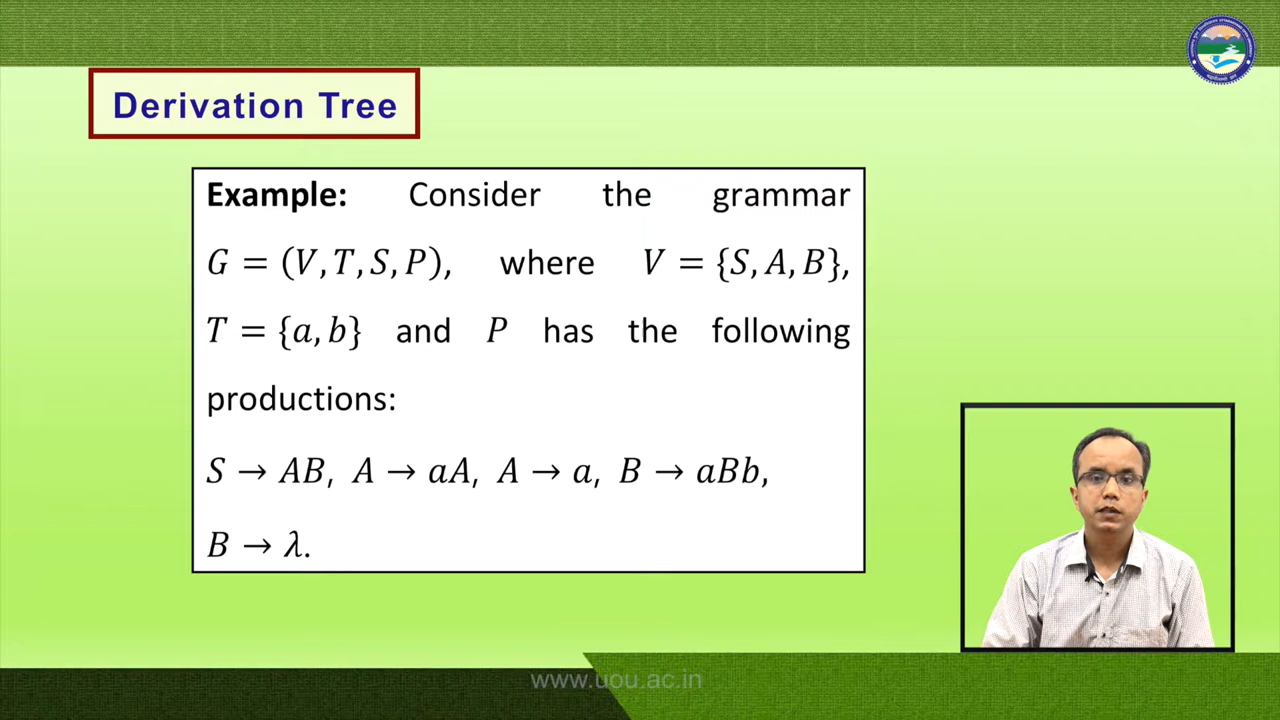 Derivation Tree
Example: Consider the grammar
G = (V, T, S, P), where V = {S, A, B},
T = {a, b} and P has the following
productions:
S → AB, A → aA, A → a, B → aBb,
B → λ.
www.uou.ac.in